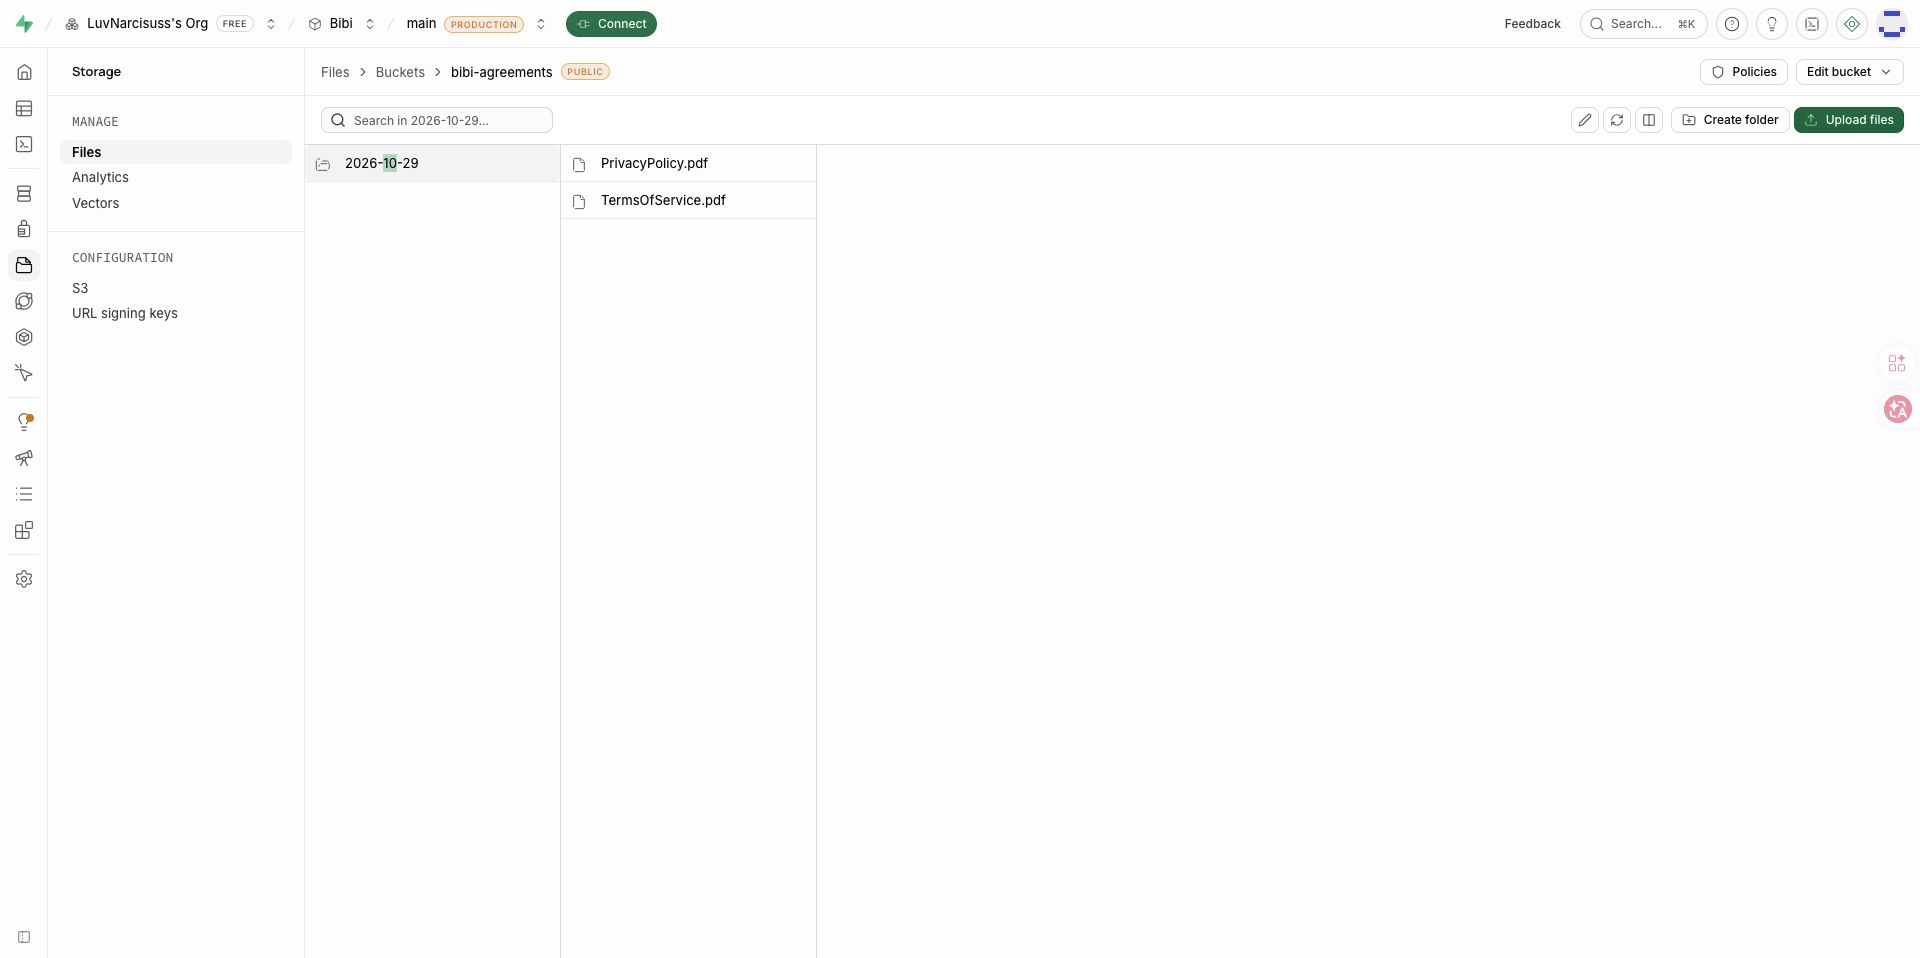 LuvNarcisuss's Org FREE
Bibi
main PRODUCTION
Connect
Feedback
Search... ⌘K
Storage
Files > Buckets > bibi-agreements PUBLIC
Policies
Edit bucket
MANAGE
Files
Analytics
Vectors
CONFIGURATION
S3
URL signing keys
Search in 2026-10-29...
Create folder
Upload files
2026-10-29
PrivacyPolicy.pdf
TermsOfService.pdf